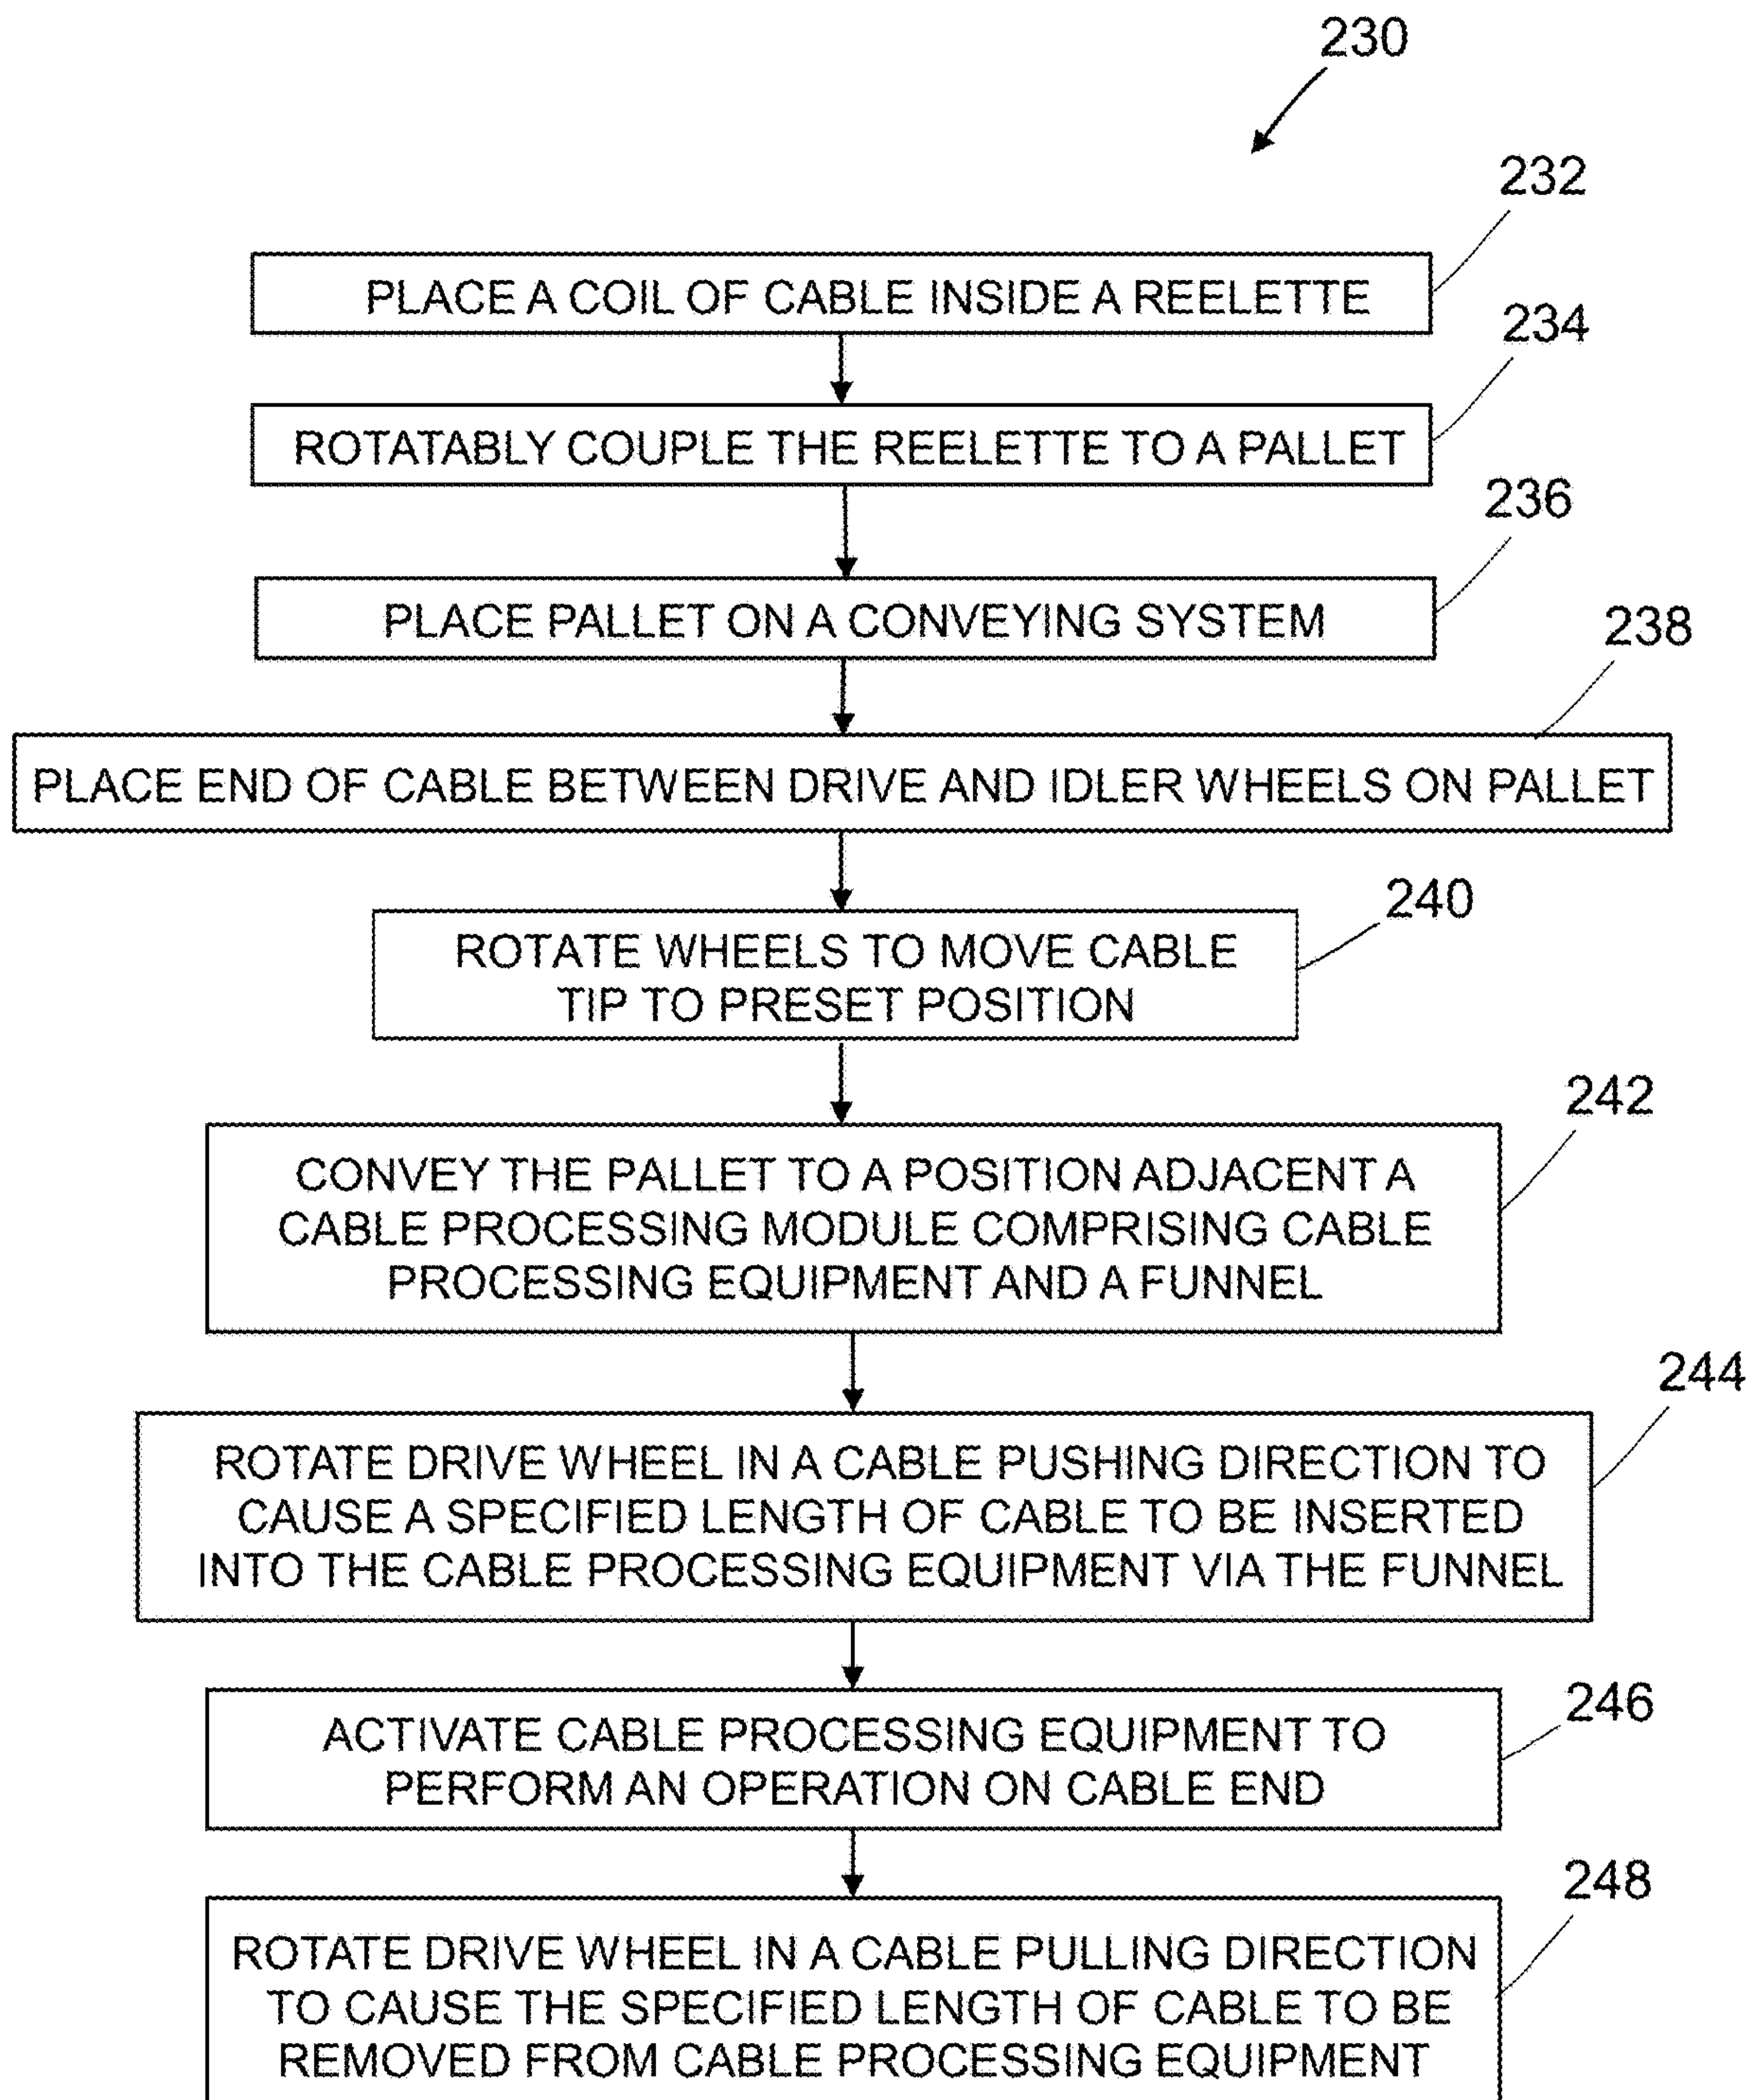 230
232
PLACE A COIL OF CABLE INSIDE A REELETTE
234
ROTATABLY COUPLE THE REELETTE TO A PALLET
236
PLACE PALLET ON A CONVEYING SYSTEM
238
PLACE END OF CABLE BETWEEN DRIVE AND IDLER WHEELS ON PALLET
240
ROTATE WHEELS TO MOVE CABLE
TIP TO PRESET POSITION
242
CONVEY THE PALLET TO A POSITION ADJACENT A
CABLE PROCESSING MODULE COMPRISING CABLE
PROCESSING EQUIPMENT AND A FUNNEL
244
ROTATE DRIVE WHEEL IN A CABLE PUSHING DIRECTION TO
CAUSE A SPECIFIED LENGTH OF CABLE TO BE INSERTED
INTO THE CABLE PROCESSING EQUIPMENT VIA THE FUNNEL
246
ACTIVATE CABLE PROCESSING EQUIPMENT TO
PERFORM AN OPERATION ON CABLE END
248
ROTATE DRIVE WHEEL IN A CABLE PULLING DIRECTION
TO CAUSE THE SPECIFIED LENGTH OF CABLE TO BE
REMOVED FROM CABLE PROCESSING EQUIPMENT